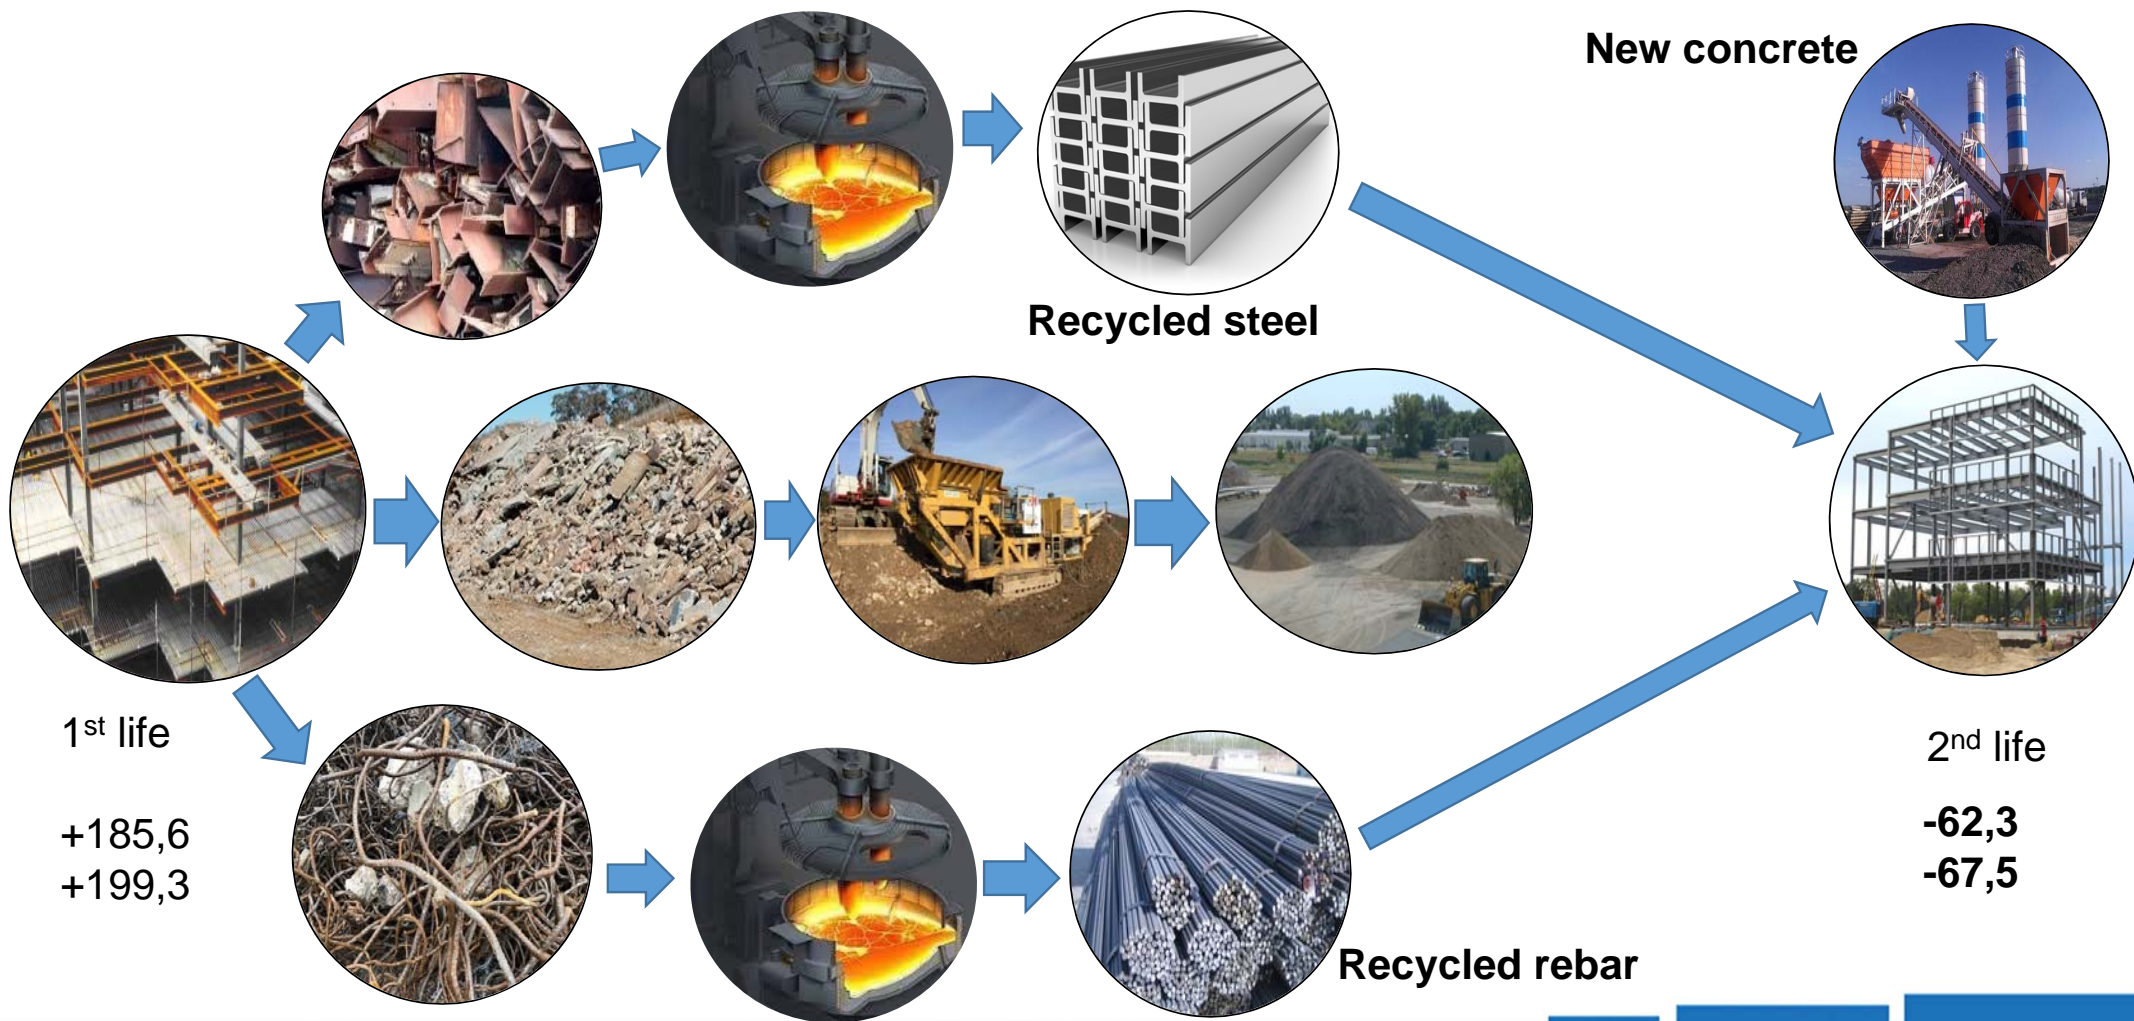 New concrete
Recycled steel
1st life
+185,6
+199,3
2nd life
-62,3
-67,5
Recycled rebar